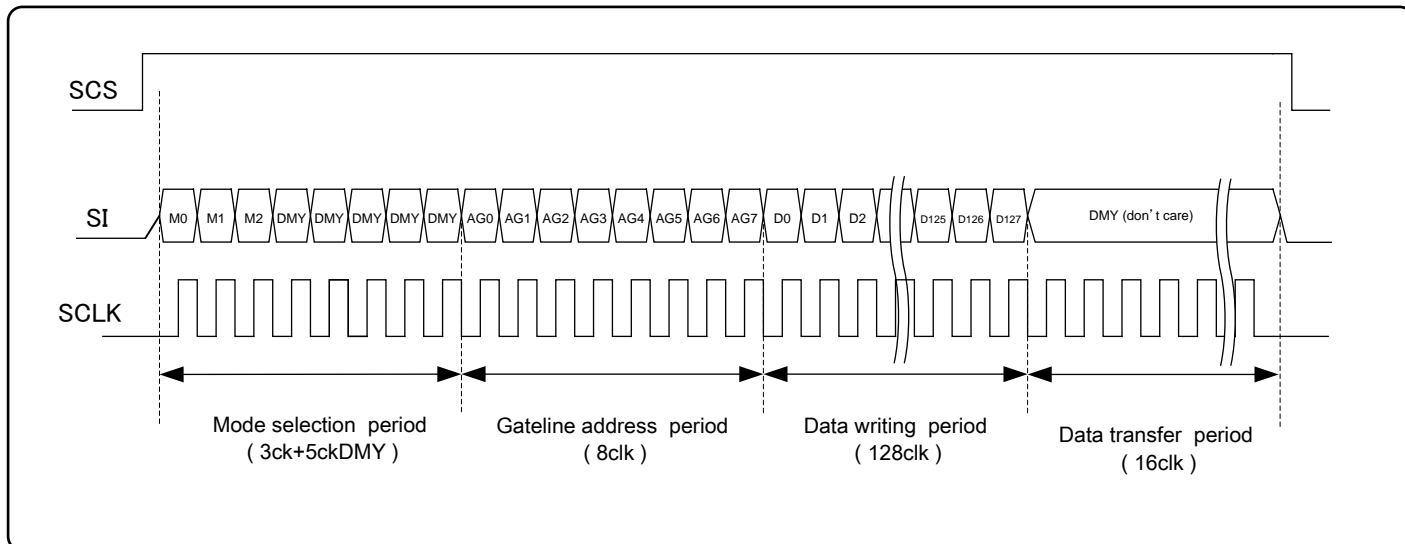 SCS
SI
M0 M1 M2 DMY DMY DMY DMY DMY AG0 AG1 AG2 AG3 AG4 AG5 AG6 AG7 D0 D1 D2 D125 D126 D127 DMY (don't care)
SCLK
Mode selection period Gateline address period Data writing period Data transfer period
( 3ck+5ckDMY ) ( 8clk ) ( 128clk ) ( 16clk )